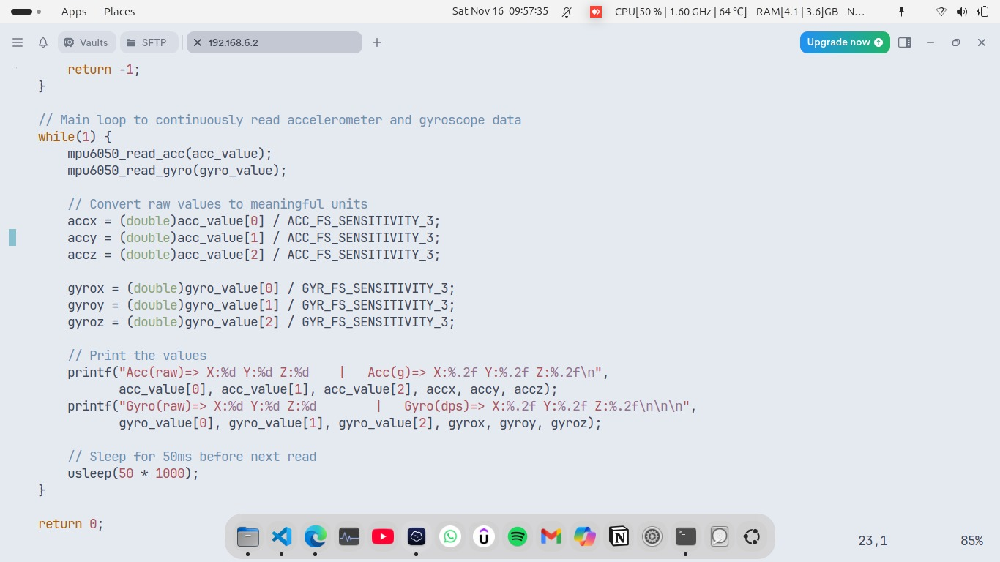 Apps Places Sat Nov 16 09:57:35 CPU[50 % | 1.60 GHz | 64 °C] RAM[4.1 | 3.6]GB N...
Vaults SFTP 192.168.6.2 Upgrade now
        return -1;
    }

    // Main loop to continuously read accelerometer and gyroscope data
    while(1) {
        mpu6050_read_acc(acc_value);
        mpu6050_read_gyro(gyro_value);

        // Convert raw values to meaningful units
        accx = (double)acc_value[0] / ACC_FS_SENSITIVITY_3;
        accy = (double)acc_value[1] / ACC_FS_SENSITIVITY_3;
        accz = (double)acc_value[2] / ACC_FS_SENSITIVITY_3;

        gyrox = (double)gyro_value[0] / GYR_FS_SENSITIVITY_3;
        gyroy = (double)gyro_value[1] / GYR_FS_SENSITIVITY_3;
        gyroz = (double)gyro_value[2] / GYR_FS_SENSITIVITY_3;

        // Print the values
        printf("Acc(raw)=> X:%d Y:%d Z:%d    |   Acc(g)=> X:%.2f Y:%.2f Z:%.2f\n",
               acc_value[0], acc_value[1], acc_value[2], accx, accy, accz);
        printf("Gyro(raw)=> X:%d Y:%d Z:%d        |   Gyro(dps)=> X:%.2f Y:%.2f Z:%.2f\n\n\n",
               gyro_value[0], gyro_value[1], gyro_value[2], gyrox, gyroy, gyroz);

        // Sleep for 50ms before next read
        usleep(50 * 1000);
    }

    return 0;
23,1 85%